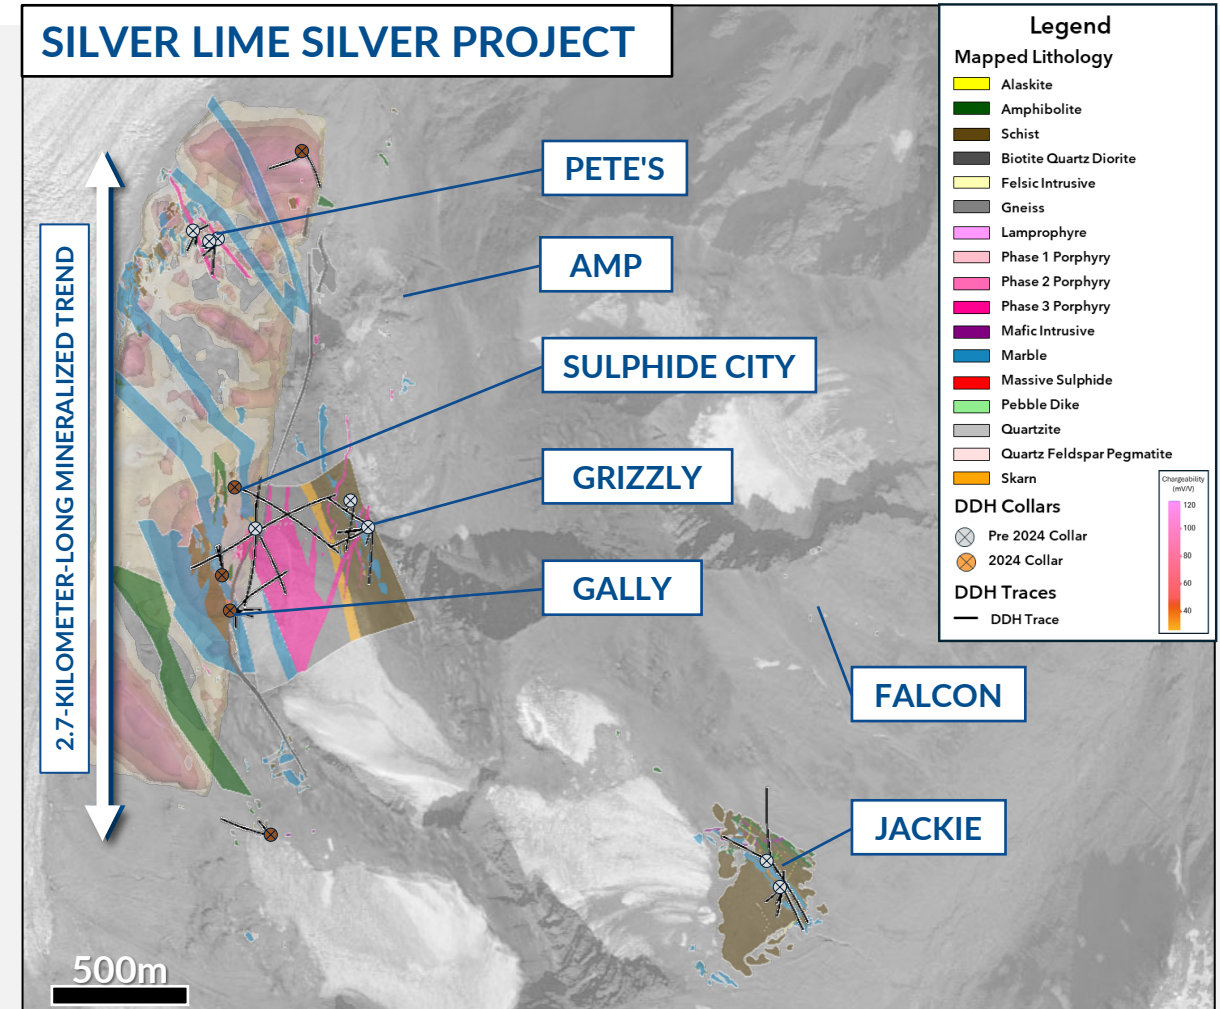 SILVER LIME SILVER PROJECT
2.7-KILOMETER-LONG MINERALIZED TREND
PETE'S
AMP
SULPHIDE CITY
GRIZZLY
GALLY
FALCON
JACKIE
500m
Legend
Mapped Lithology
Alaskite
Amphibolite
Schist
Biotite Quartz Diorite
Felsic Intrusive
Gneiss
Lamprophyre
Phase 1 Porphyry
Phase 2 Porphyry
Phase 3 Porphyry
Mafic Intrusive
Marble
Massive Sulphide
Pebble Dike
Quartzite
Quartz Feldspar Pegmatite
Skarn
DDH Collars
Pre 2024 Collar
2024 Collar
DDH Traces
DDH Trace
Chargeability
(mV/V)
120
100
80
60
40